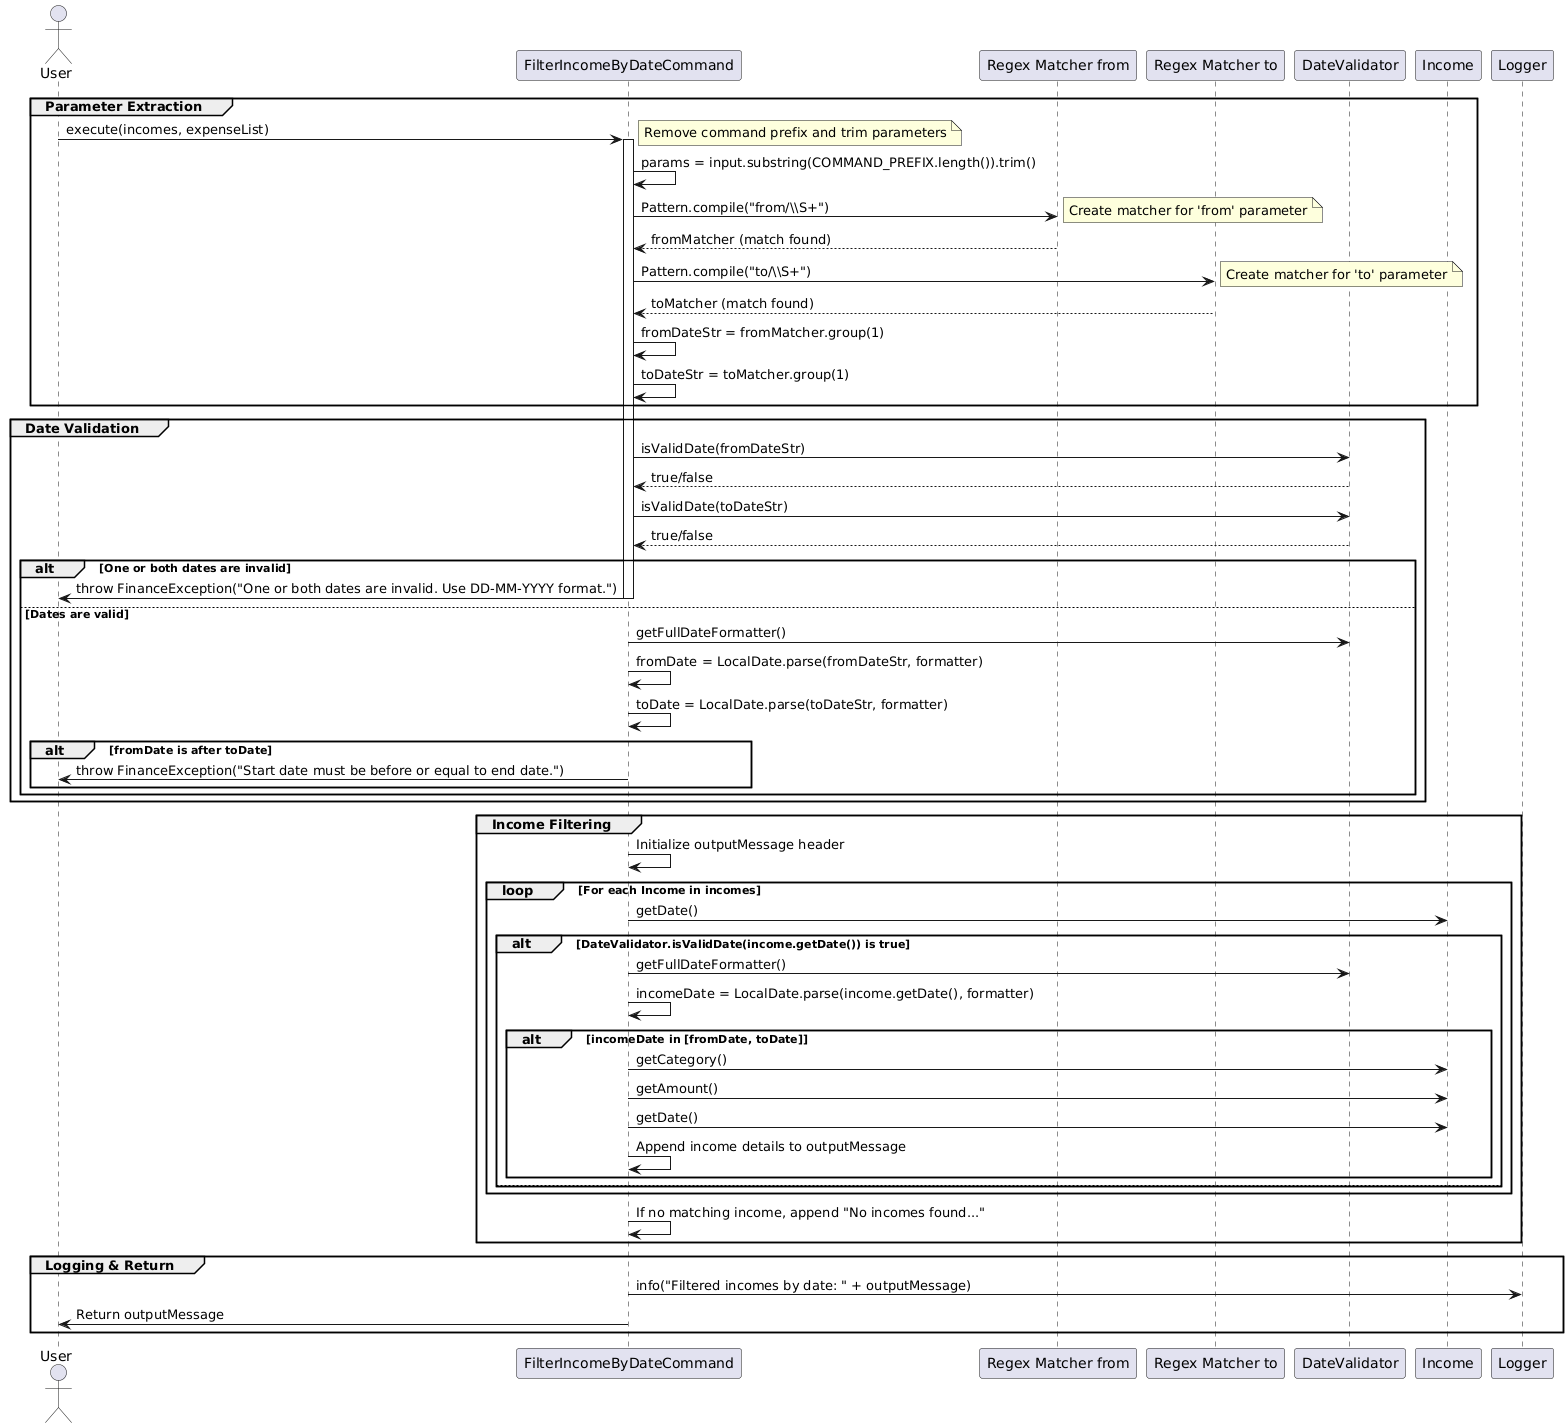 User
FilterIncomeByDateCommand
Regex Matcher from
Regex Matcher to
DateValidator
Income
Logger
Parameter Extraction
execute(incomes, expenseList)
Remove command prefix and trim parameters
params = input.substring(COMMAND_PREFIX.length()).trim()
Pattern.compile("from/\\S+")
Create matcher for 'from' parameter
fromMatcher (match found)
Pattern.compile("to/\\S+")
Create matcher for 'to' parameter
toMatcher (match found)
fromDateStr = fromMatcher.group(1)
toDateStr = toMatcher.group(1)
Date Validation
isValidDate(fromDateStr)
true/false
isValidDate(toDateStr)
true/false
alt
[One or both dates are invalid]
throw FinanceException("One or both dates are invalid. Use DD-MM-YYYY format.")
[Dates are valid]
getFullDateFormatter()
fromDate = LocalDate.parse(fromDateStr, formatter)
toDate = LocalDate.parse(toDateStr, formatter)
alt
[fromDate is after toDate]
throw FinanceException("Start date must be before or equal to end date.")
Income Filtering
Initialize outputMessage header
loop
[For each Income in incomes]
getDate()
alt
[DateValidator.isValidDate(income.getDate()) is true]
getFullDateFormatter()
incomeDate = LocalDate.parse(income.getDate(), formatter)
alt
[incomeDate in [fromDate, toDate]]
getCategory()
getAmount()
getDate()
Append income details to outputMessage
If no matching income, append "No incomes found..."
Logging & Return
info("Filtered incomes by date: " + outputMessage)
Return outputMessage
User
FilterIncomeByDateCommand
Regex Matcher from
Regex Matcher to
DateValidator
Income
Logger